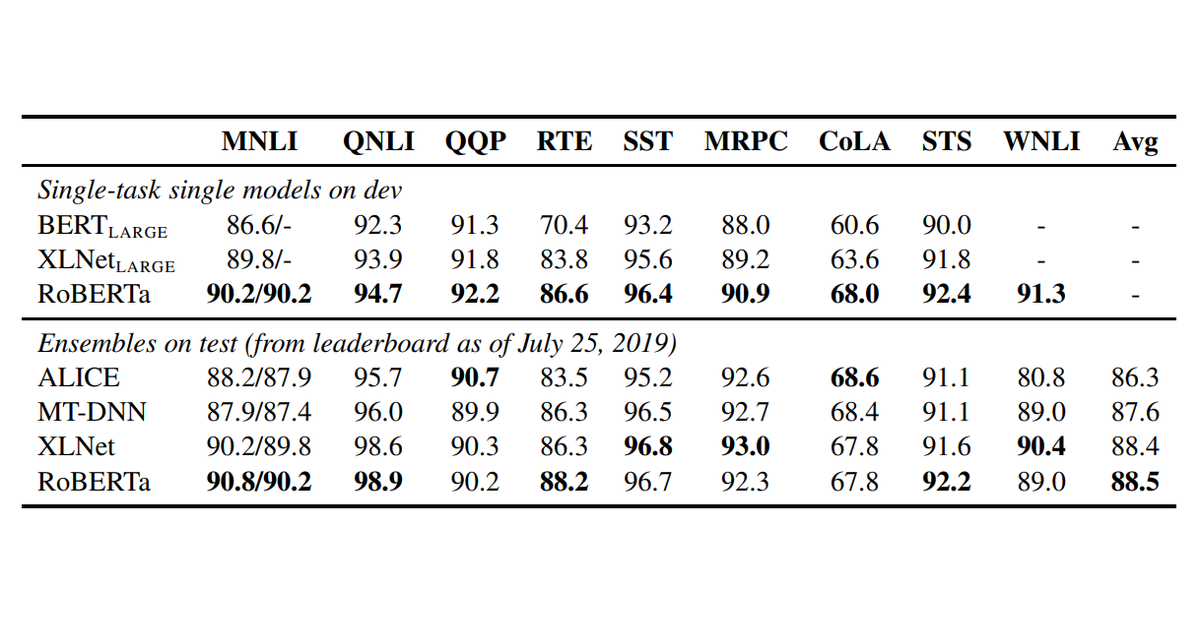 MNLI QNLI QQP RTE SST MRPC CoLA STS WNLI Avg
Single-task single models on dev
BERTLARGE 86.6/- 92.3 91.3 70.4 93.2 88.0 60.6 90.0 - -
XLNetLARGE 89.8/- 93.9 91.8 83.8 95.6 89.2 63.6 91.8 - -
RoBERTa 90.2/90.2 94.7 92.2 86.6 96.4 90.9 68.0 92.4 91.3 -
Ensembles on test (from leaderboard as of July 25, 2019)
ALICE 88.2/87.9 95.7 90.7 83.5 95.2 92.6 68.6 91.1 80.8 86.3
MT-DNN 87.9/87.4 96.0 89.9 86.3 96.5 92.7 68.4 91.1 89.0 87.6
XLNet 90.2/89.8 98.6 90.3 86.3 96.8 93.0 67.8 91.6 90.4 88.4
RoBERTa 90.8/90.2 98.9 90.2 88.2 96.7 92.3 67.8 92.2 89.0 88.5